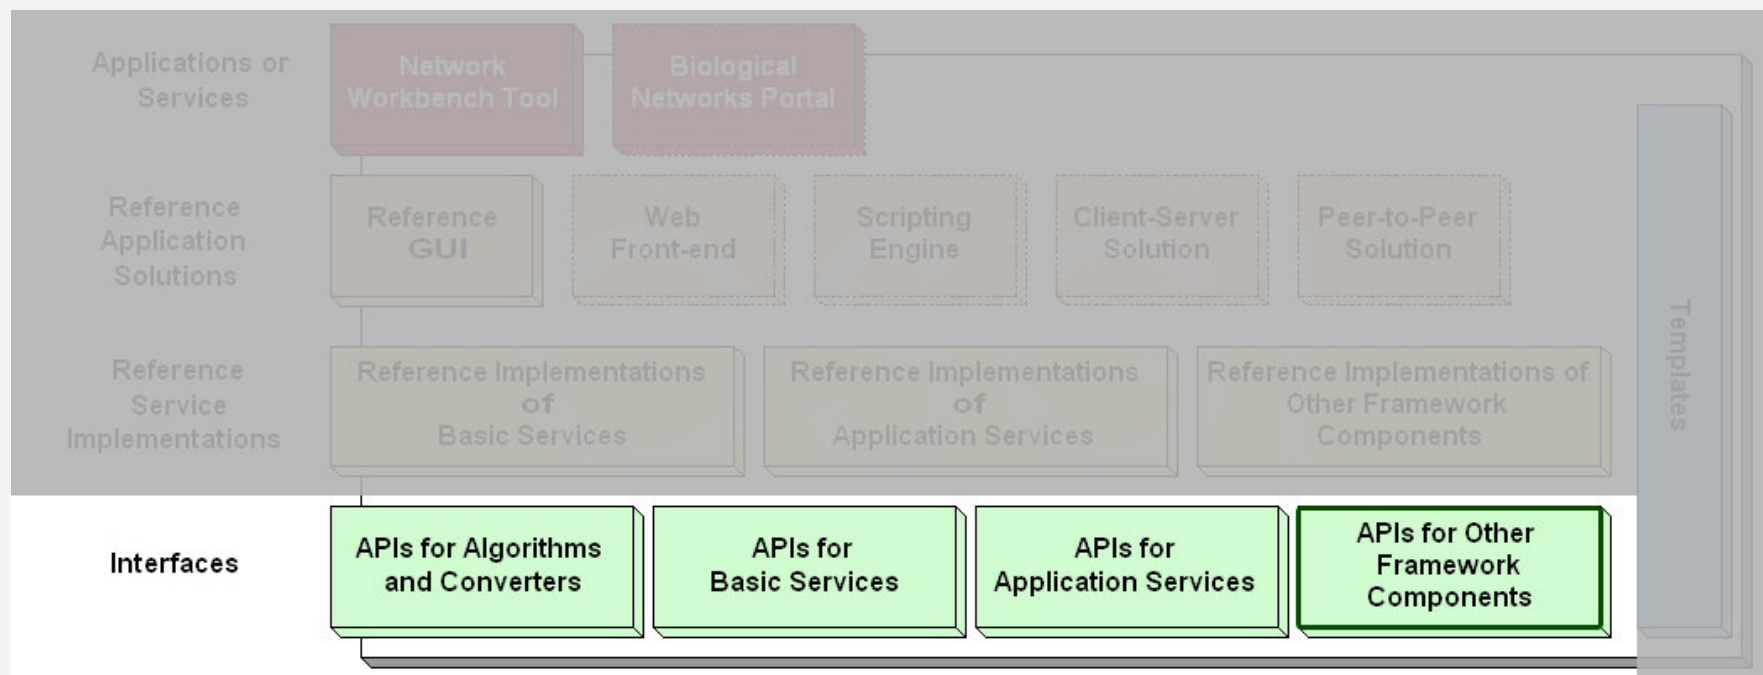 Applications or
Services
Network
Workbench Tool
Biological
Networks Portal
Reference
Application
Solutions
Reference
GUI
Web
Front-end
Scripting
Engine
Client-Server
Solution
Peer-to-Peer
Solution
Templates
Reference
Service
Implementations
Reference Implementations
of
Basic Services
Reference Implementations
of
Application Services
Reference Implementations of
Other Framework
Components
Interfaces
APIs for Algorithms
and Converters
APIs for
Basic Services
APIs for
Application Services
APIs for Other
Framework
Components